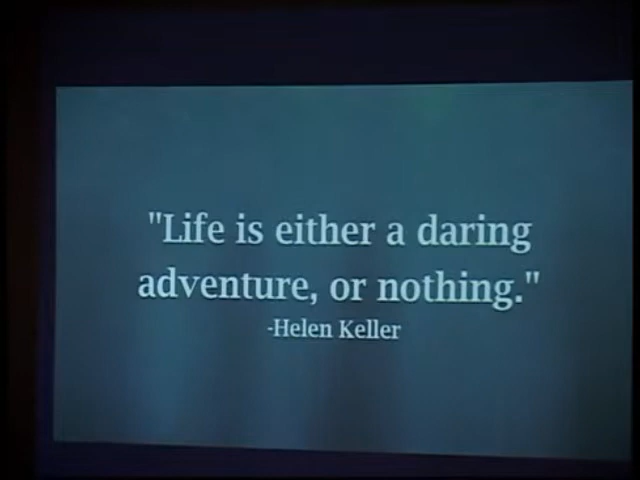 "Life is either a daring
adventure, or nothing."
-Helen Keller